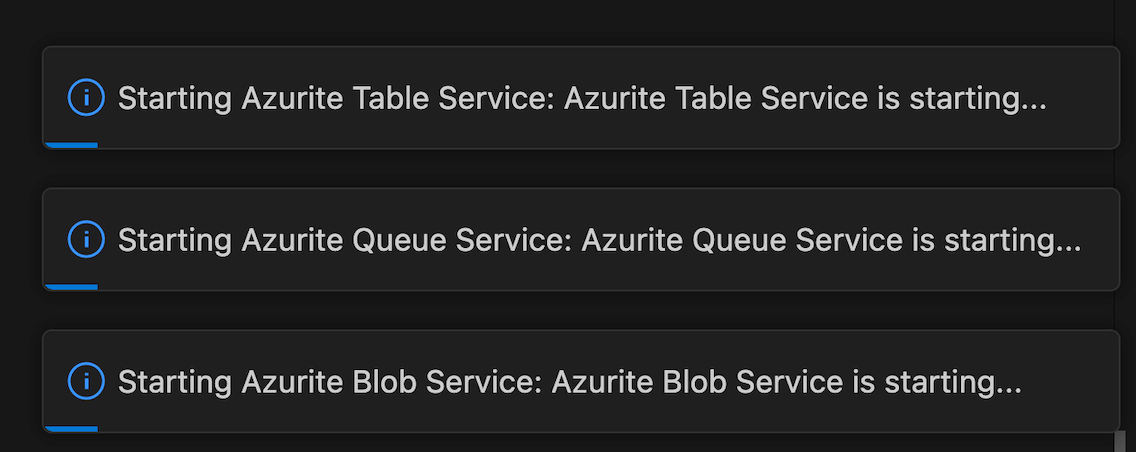 Starting Azurite Table Service: Azurite Table Service is starting...
Starting Azurite Queue Service: Azurite Queue Service is starting...
Starting Azurite Blob Service: Azurite Blob Service is starting...